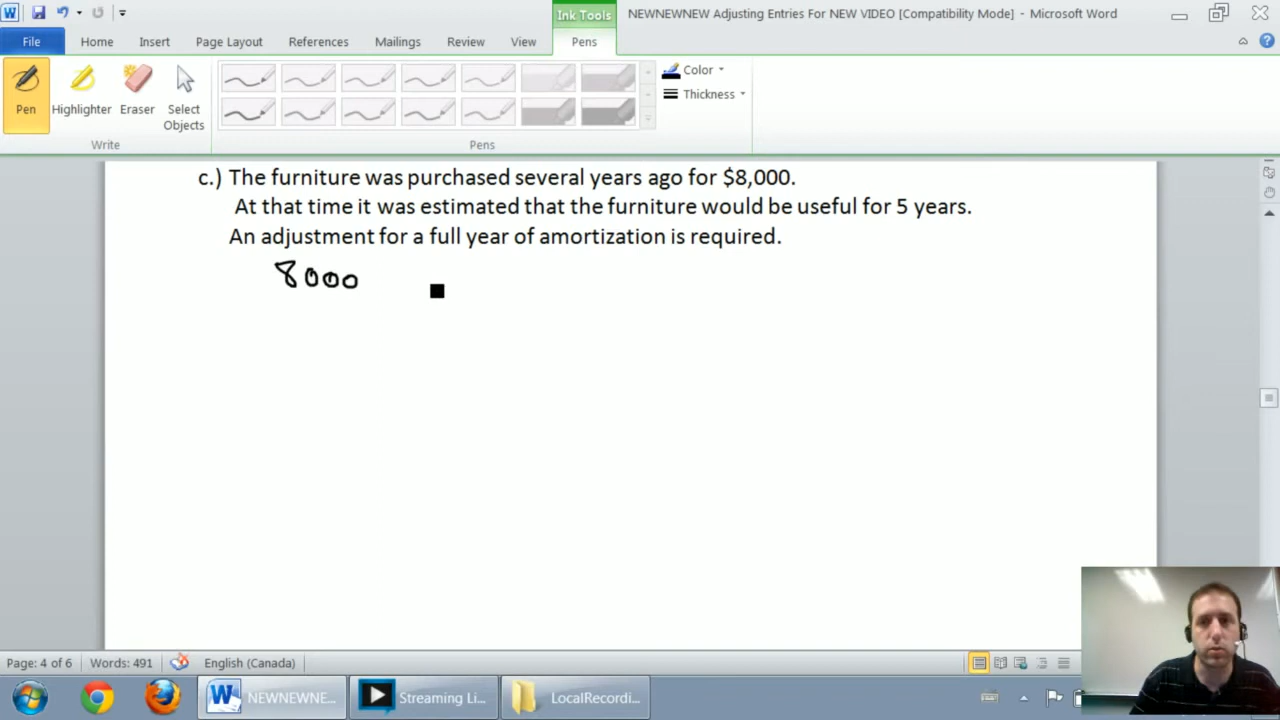 NEWNEWNEW Adjusting Entries For NEW VIDEO [Compatibility Mode] - Microsoft Word
Ink Tools
File Home Insert Page Layout References Mailings Review View Pens
Pen
Highlighter
Eraser
Select Objects
Color
Thickness
Write
Pens
c.) The furniture was purchased several years ago for $8,000.
At that time it was estimated that the furniture would be useful for 5 years.
An adjustment for a full year of amortization is required.
8000
Page: 4 of 6 Words: 491 English (Canada)
NEWNEWNE... Streaming Li... LocalRecordi...